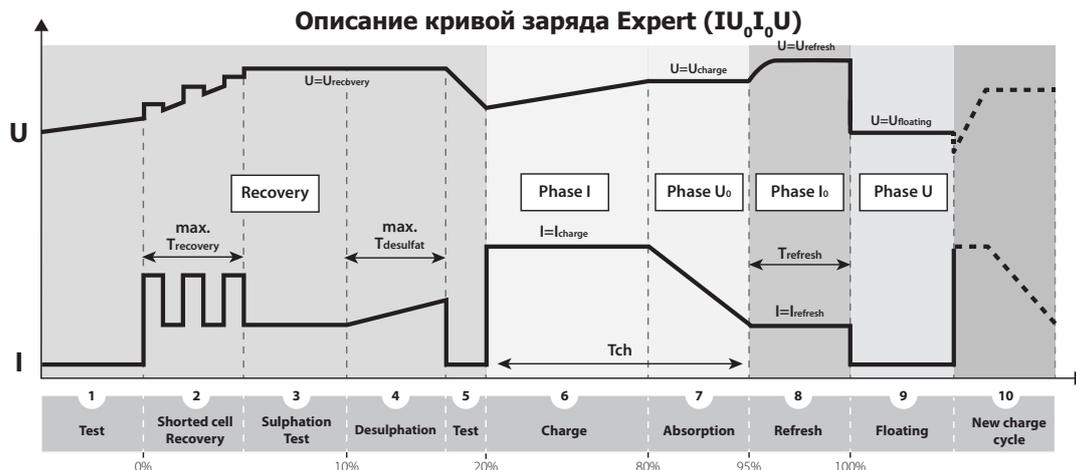 Описание кривой заряда Expert (IU₀I₀U)
U=Urefresh
U=Urecovery
U=Ucharge
U=Ufloating
U
Recovery
Phase I
Phase U₀
Phase I₀
Phase U
max.
Trecovery
max.
Tdesulfat
I=Icharge
Trefresh
I=Irefresh
Tch
I
1
2
3
4
5
6
7
8
9
10
Test
Shorted cell
Recovery
Sulphation
Test
Desulphation
Test
Charge
Absorption
Refresh
Floating
New charge
cycle
0%
10%
20%
80%
95%
100%